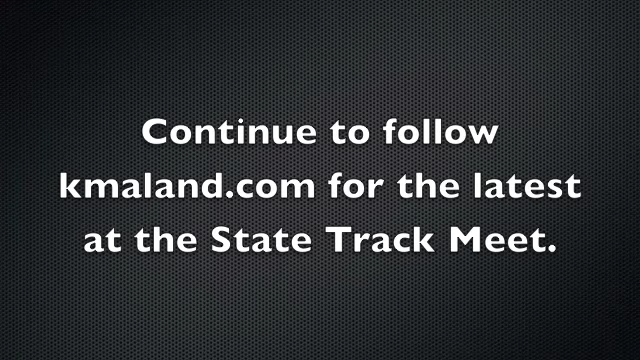 Continue to follow
kmaland.com for the latest
at the State Track Meet.